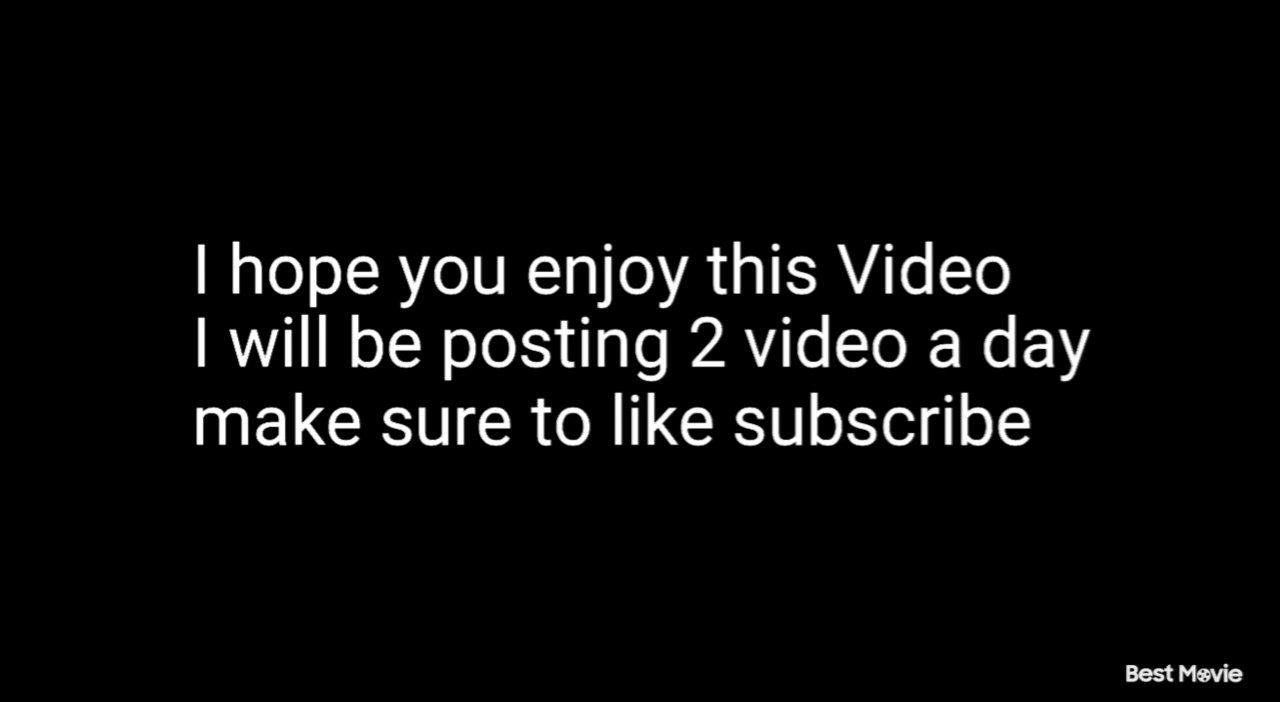 I hope you enjoy this Video
I will be posting 2 video a day
make sure to like subscribe
Best Movie